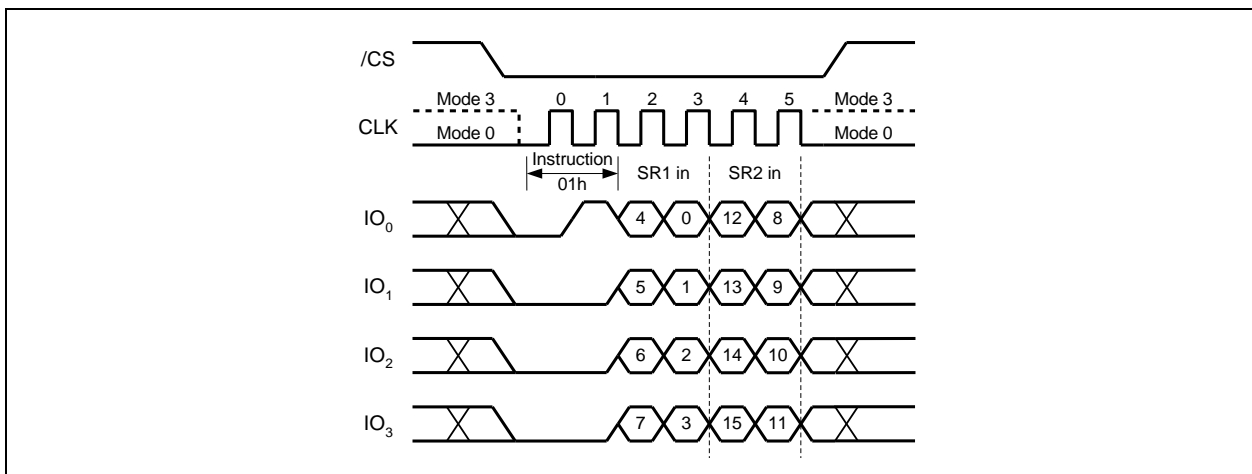 /CS
Mode 3 0 1 2 3 4 5 Mode 3
CLK Mode 0 Mode 0
Instruction
01h SR1 in SR2 in
IO0 4 0 12 8
IO1 5 1 13 9
IO2 6 2 14 10
IO3 7 3 15 11